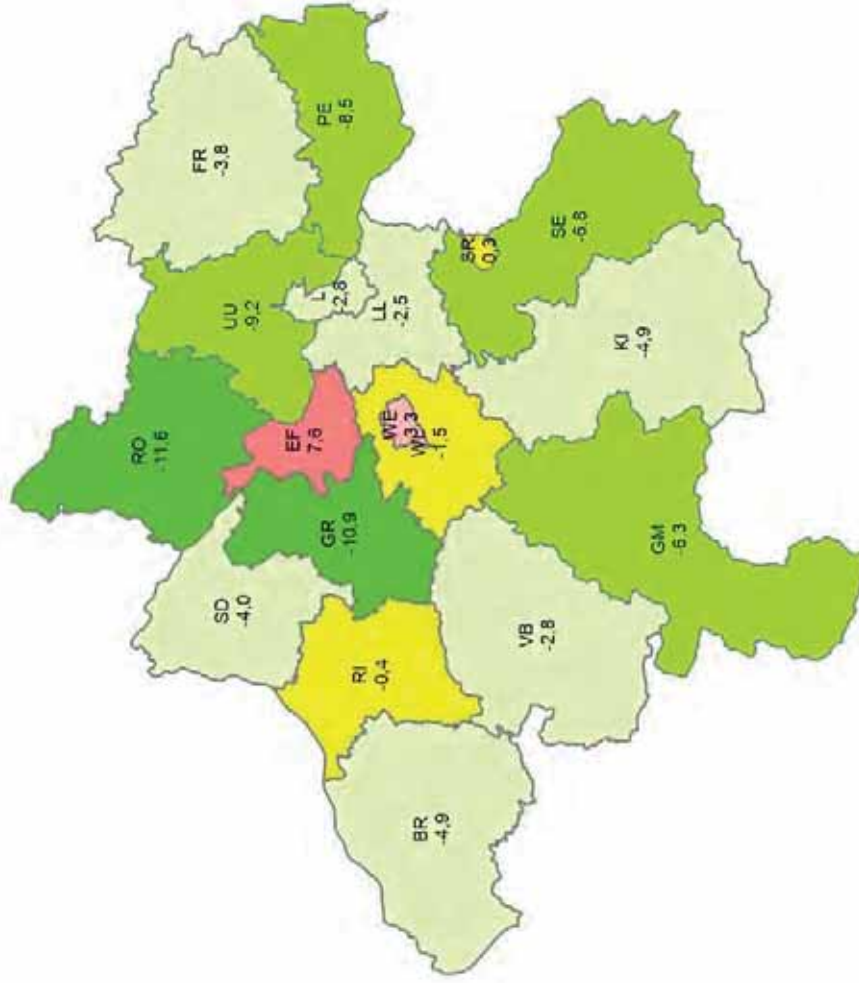 RO
-11,6
FR
-3,8
SD
-4,0
UU
-9,2
EF
7,6
L
-2,8
PE
-8,5
GR
-10,9
RI
-0,4
LL
-2,5
WE
3,3
-1,5
BR
-4,9
SR
0,3
VB
-2,8
SE
-6,8
KI
-4,9
GM
-6,3